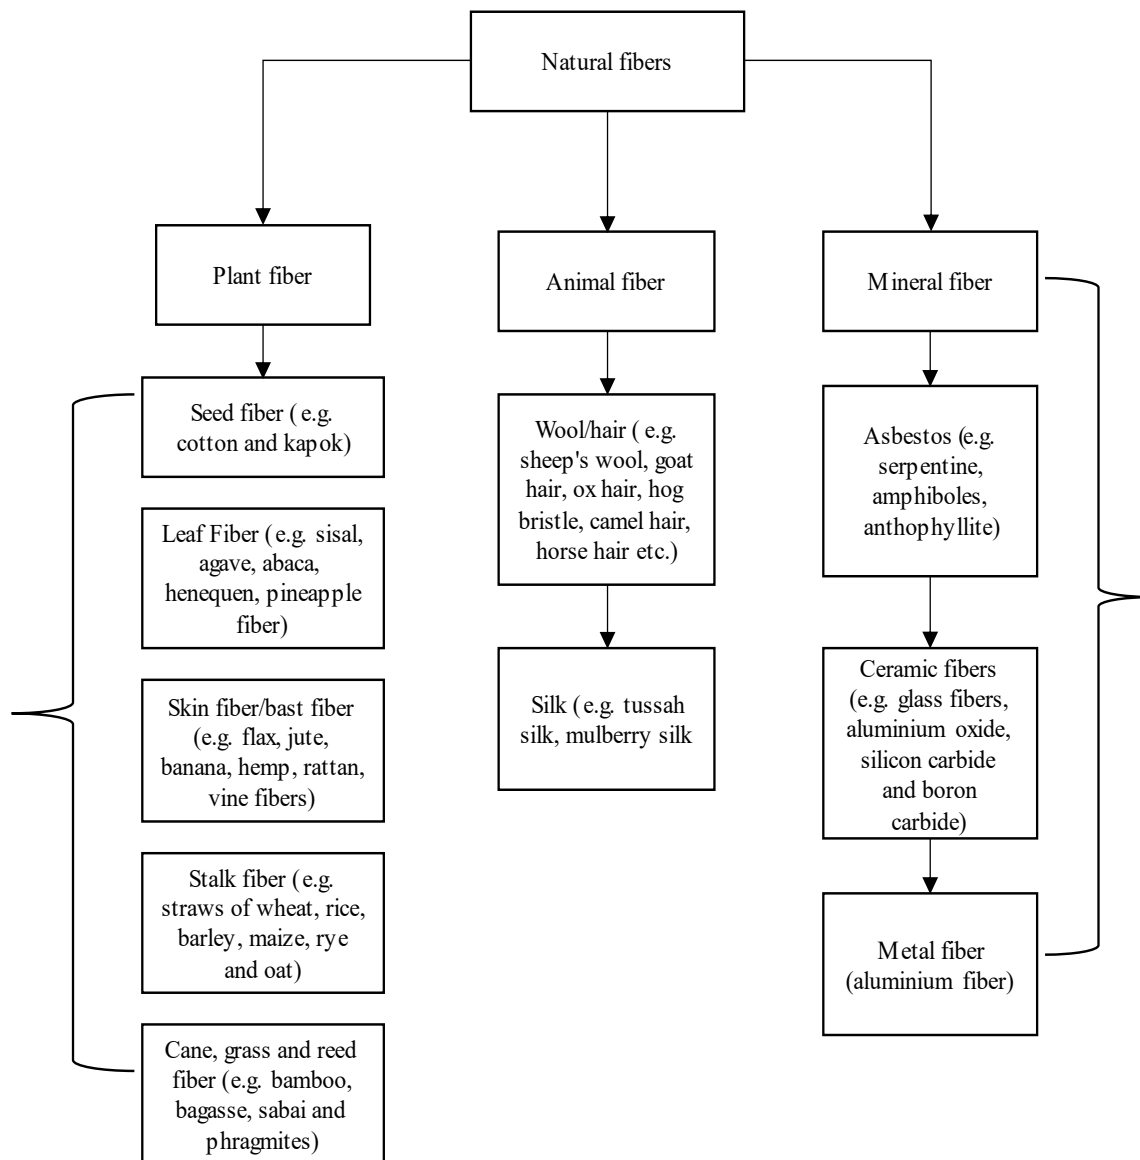 Natural fibers
Plant fiber
Animal fiber
Mineral fiber
Seed fiber (e.g.
cotton and kapok)
Leaf Fiber (e.g. sisal,
agave, abaca,
henequen, pineapple
fiber)
Skin fiber/bast fiber
(e.g. flax, jute,
banana, hemp, rattan,
vine fibers)
Stalk fiber (e.g.
straws of wheat, rice,
barley, maize, rye
and oat)
Cane, grass and reed
fiber (e.g. bamboo,
bagasse, sabai and
phragmites)
Wool/hair (e.g.
sheep's wool, goat
hair, ox hair, hog
bristle, camel hair,
horse hair etc.)
Silk (e.g. tussah
silk, mulberry silk
Asbestos (e.g.
serpentine,
amphiboles,
anthophyllite)
Ceramic fibers
(e.g. glass fibers,
aluminium oxide,
silicon carbide
and boron
carbide)
Metal fiber
(aluminium fiber)